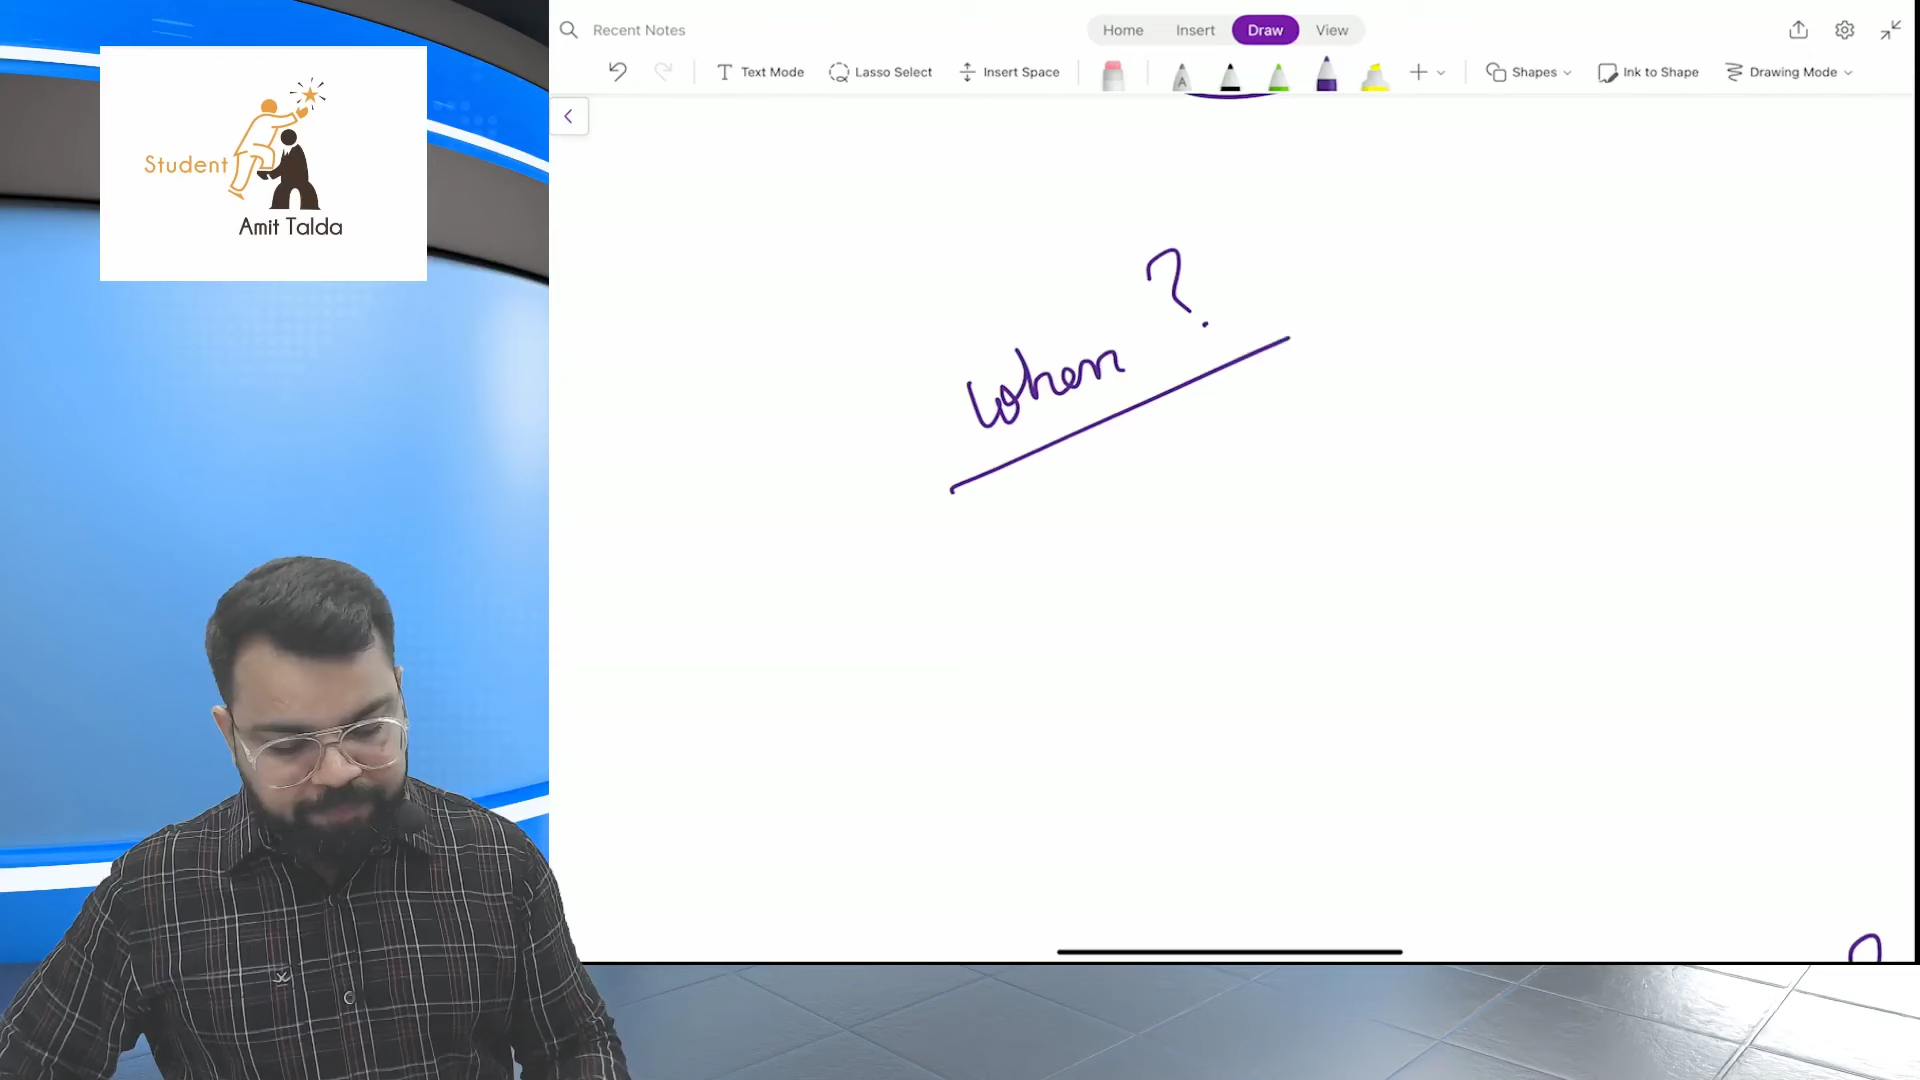 Recent Notes
Home Insert Draw View
Text Mode Lasso Select Insert Space A Shapes Ink to Shape Drawing Mode
Student
Amit Talda
When ?